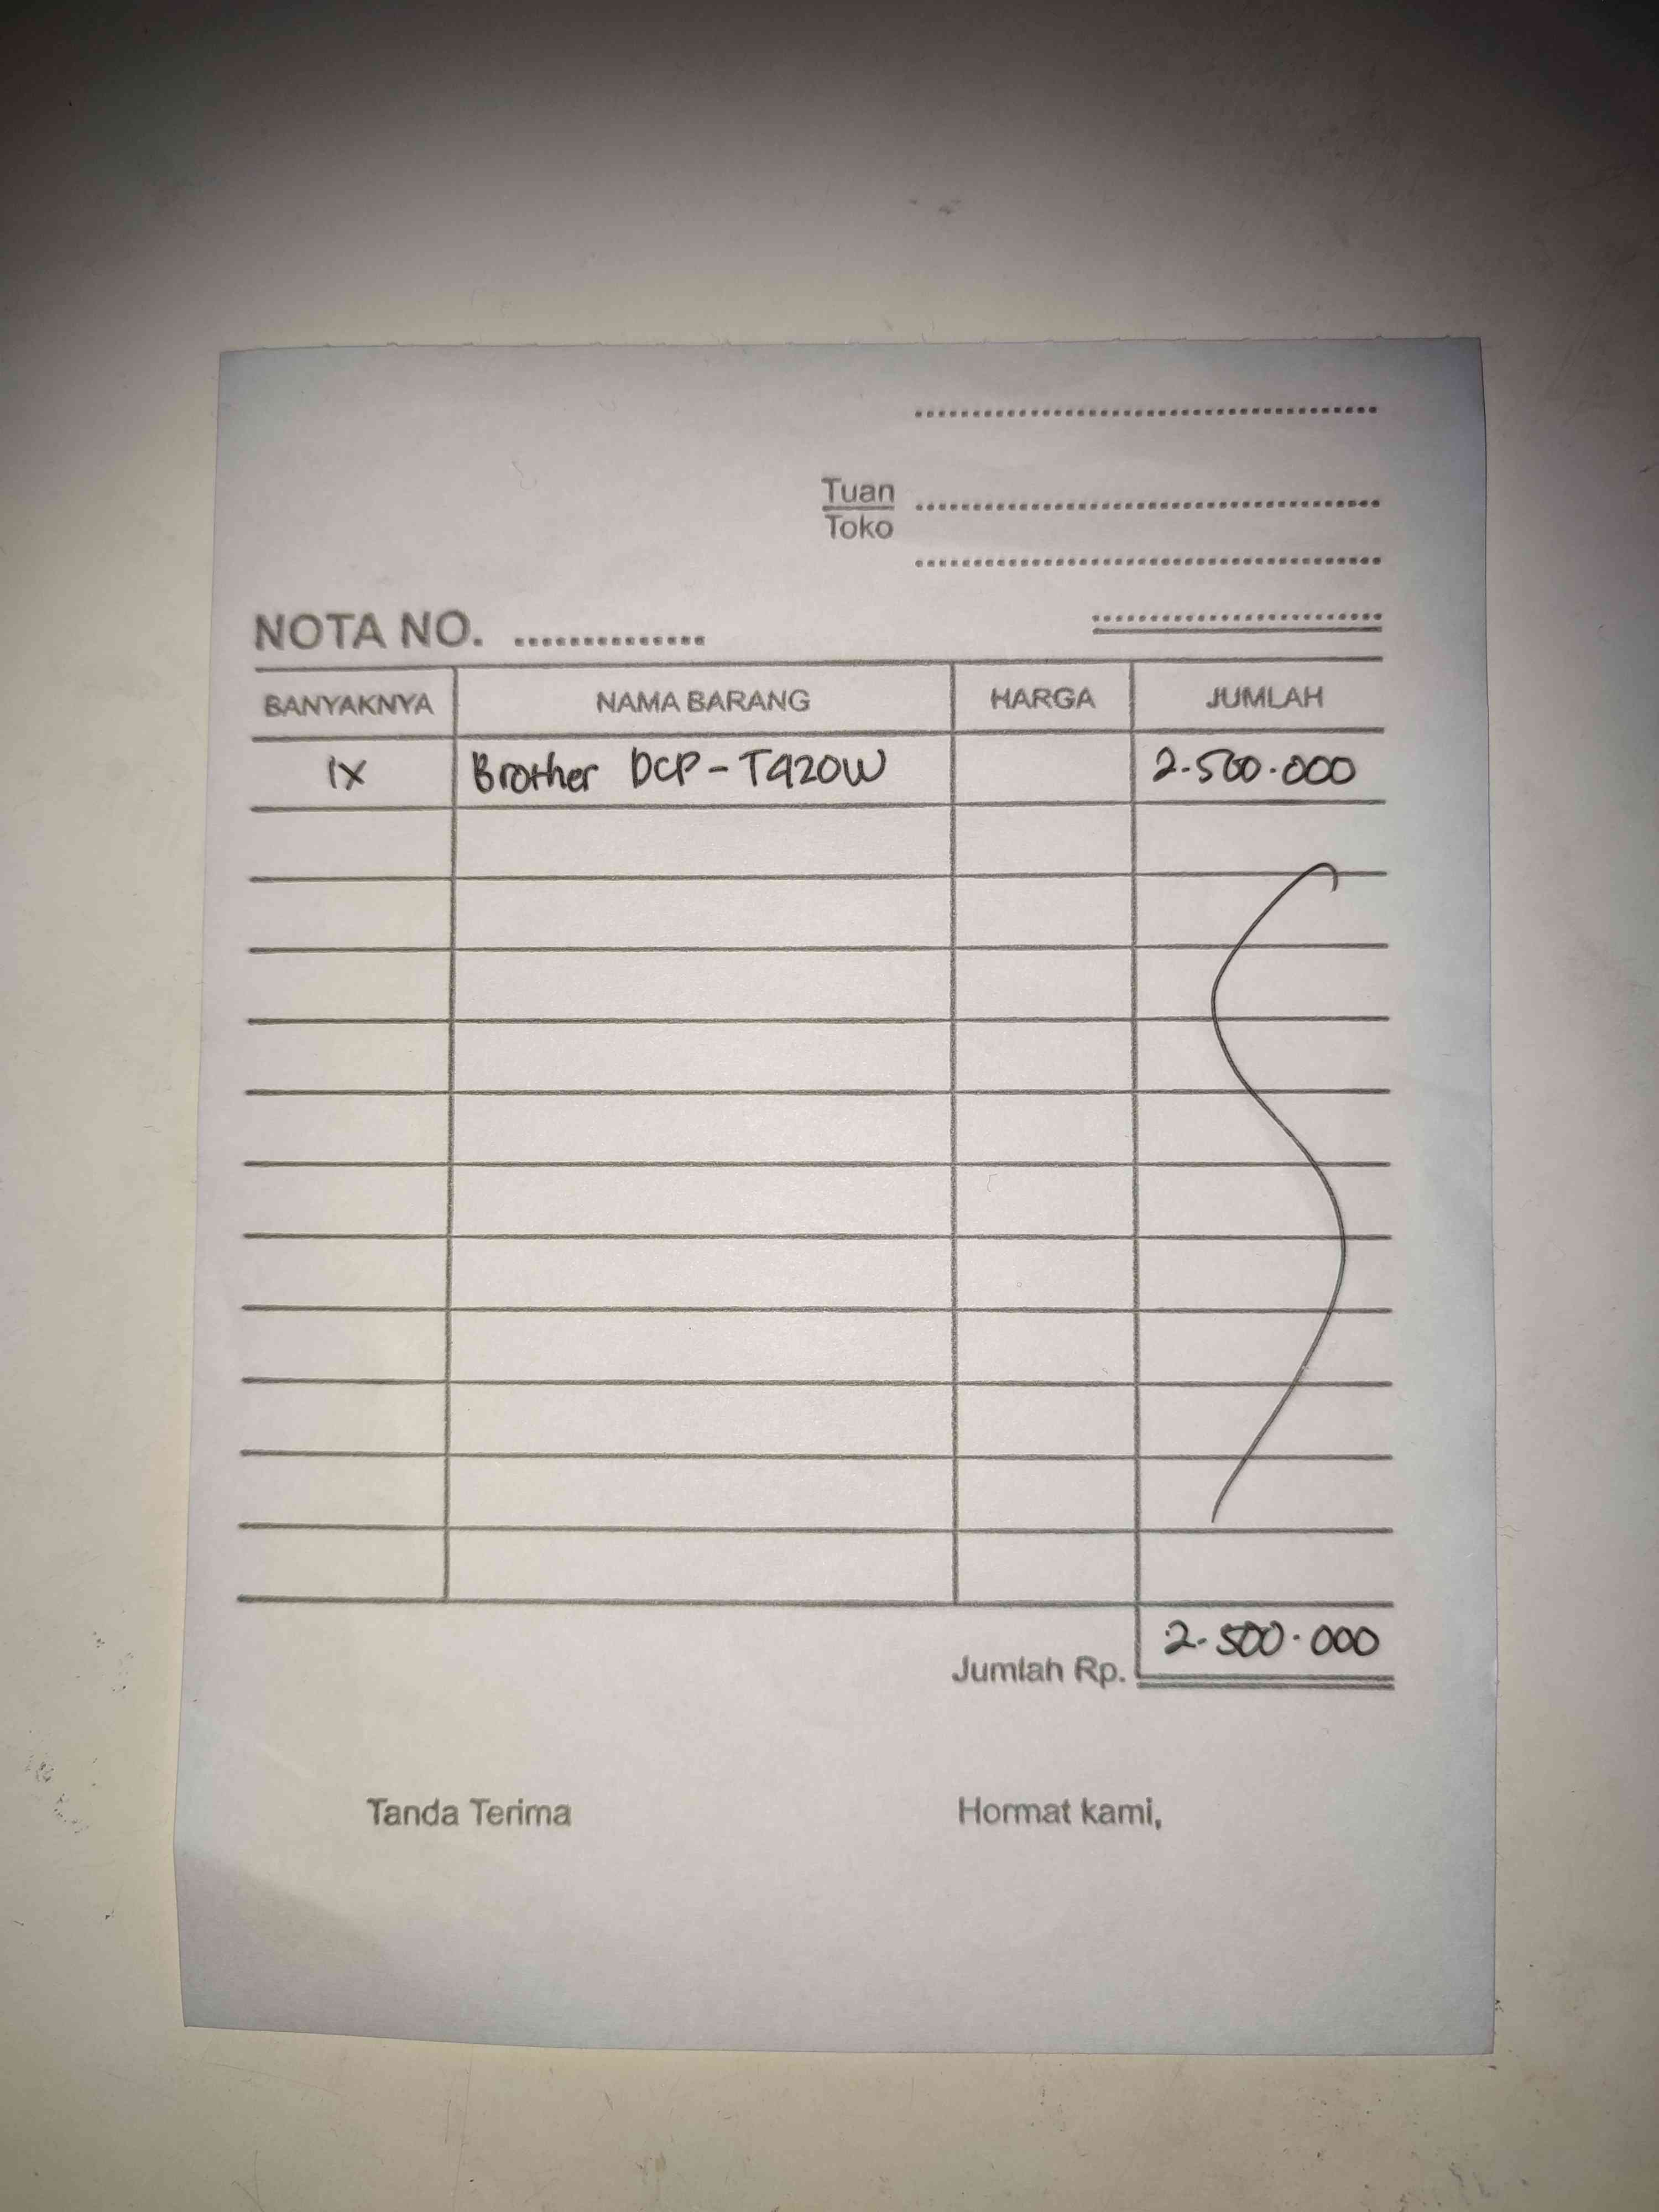 Tuan
Toko
NOTA NO.
BANYAKNYA NAMA BARANG HARGA JUMLAH
1X Brother DCP-T420W 2.500.000
2.500.000
Jumlah Rp.
Tanda Terima Hormat kami,